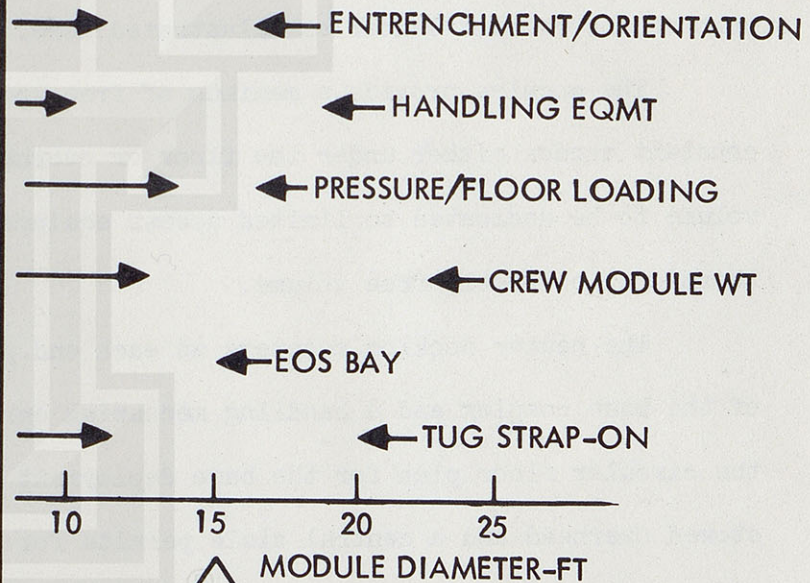 ENTRENCHMENT/ORIENTATION
HANDLING EQMT
PRESSURE/FLOOR LOADING
CREW MODULE WT
EOS BAY
TUG STRAP-ON
10 15 20 25
MODULE DIAMETER-FT